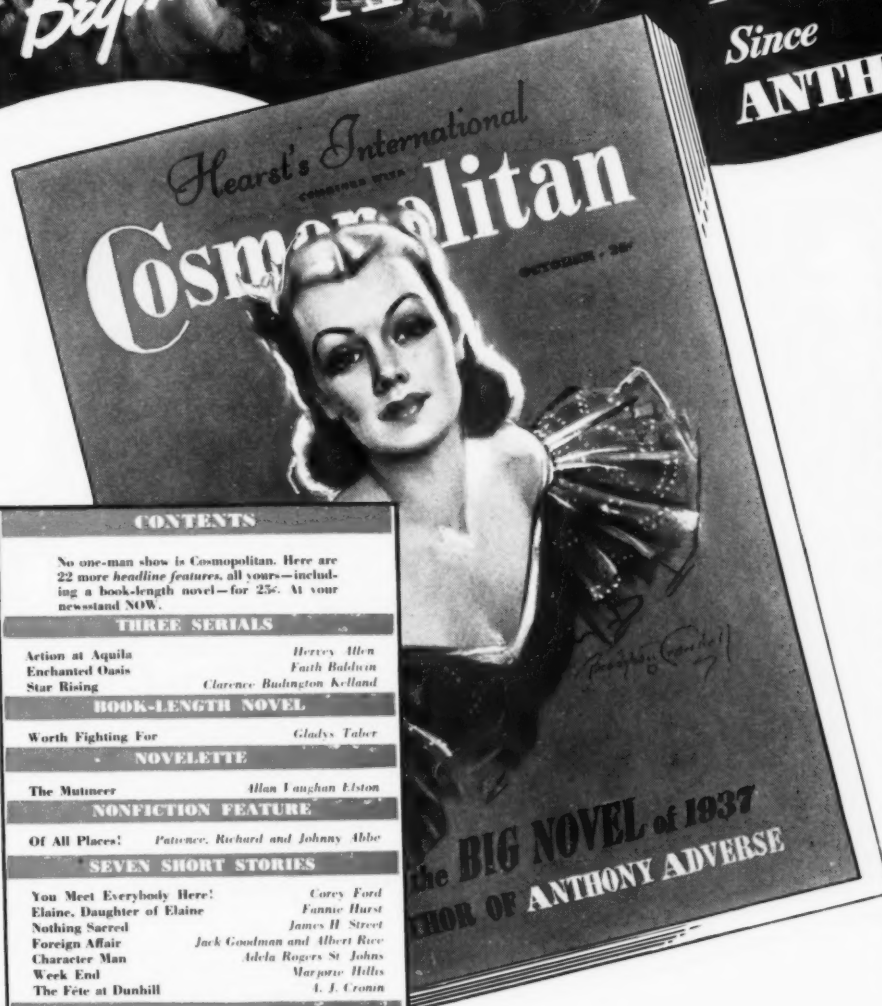 Begin
Since
ANTH
Hearst's International
COMBINED WITH
Cosmopolitan
OCTOBER • 25¢
Bradshaw Crandell
the BIG NOVEL of 1937
THOR OF ANTHONY ADVERSE
CONTENTS
No one-man show is Cosmopolitan. Here are
22 more headline features, all yours—includ-
ing a book-length novel—for 25¢. At your
newsstand NOW.
THREE SERIALS
Action at Aquila Hervey Allen
Enchanted Oasis Faith Baldwin
Star Rising Clarence Budington Kelland
BOOK-LENGTH NOVEL
Worth Fighting For Gladys Taber
NOVELETTE
The Mutineer Allan Vaughan Elston
NONFICTION FEATURE
Of All Places! Patience, Richard and Johnny Abbe
SEVEN SHORT STORIES
You Meet Everybody Here! Corey Ford
Elaine, Daughter of Elaine Fannie Hurst
Nothing Sacred James H Street
Foreign Affair Jack Goodman and Albert Rice
Character Man Adela Rogers St Johns
Week End Marjorie Hillis
The Fête at Dunhill A. J. Cronin